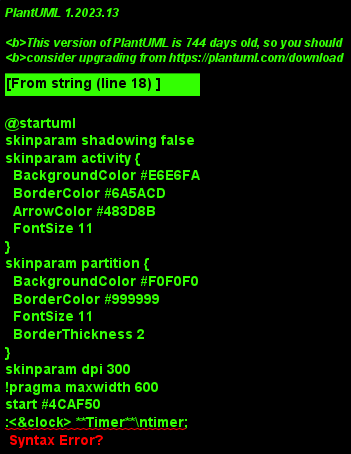 PlantUML 1.2023.13
<b>This version of PlantUML is 744 days old, so you should
<b>consider upgrading from https://plantuml.com/download
[From string (line 18) ]
@startuml
skinparam shadowing false
skinparam activity {
BackgroundColor #E6E6FA
BorderColor #6A5ACD
ArrowColor #483D8B
FontSize 11
}
skinparam partition {
BackgroundColor #F0F0F0
BorderColor #999999
FontSize 11
BorderThickness 2
}
skinparam dpi 300
!pragma maxwidth 600
start #4CAF50
:<&clock> **Timer**\ntimer;
Syntax Error?